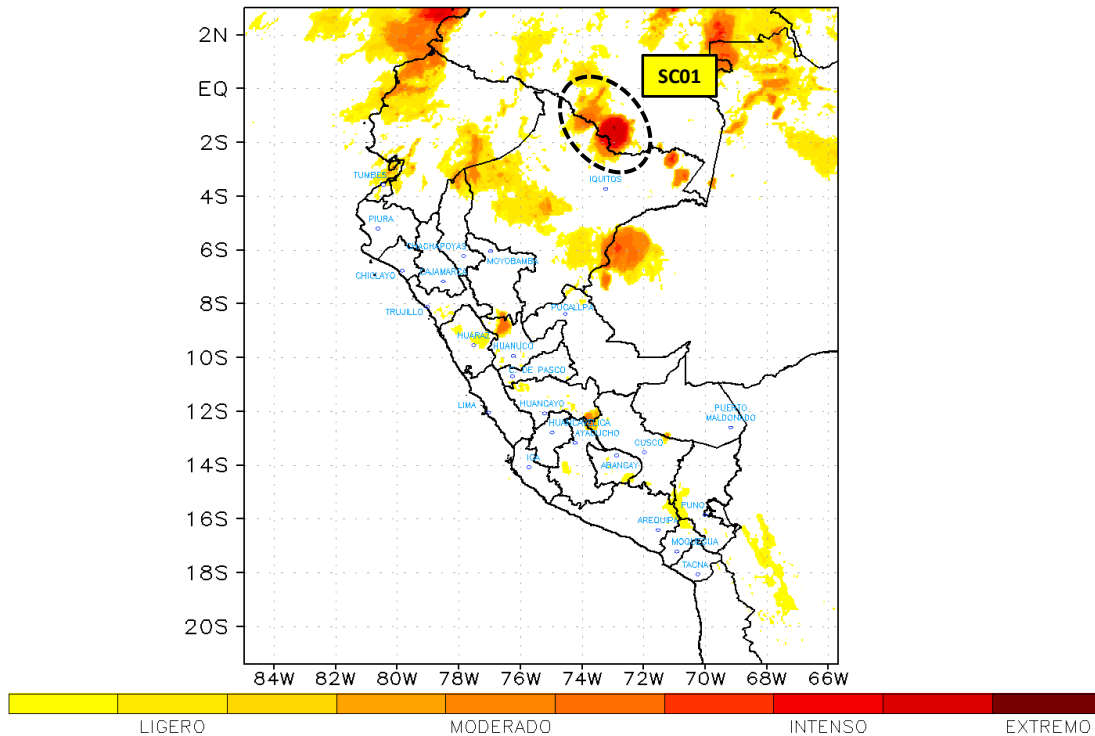 2N
SC01
EQ
2S
TUMBES
IQUITOS
4S
PIURA
6S
MOYOBAMBA
CHICLAYO
CAJAMARCA
8S
TRUJILLO
PUCALLPA
HUARAZ
HUANUCO
10S
DE PASCO
LIMA
HUANCAYO
PUERTO
MALDONADO
12S
AYACUCHO
CUSCO
ICA
ABANCAY
14S
PUNO
16S
AREQUIPA
MOQUEGUA
TACNA
18S
20S
84W 82W 80W 78W 76W 74W 72W 70W 68W 66W
LIGERO MODERADO INTENSO EXTREMO